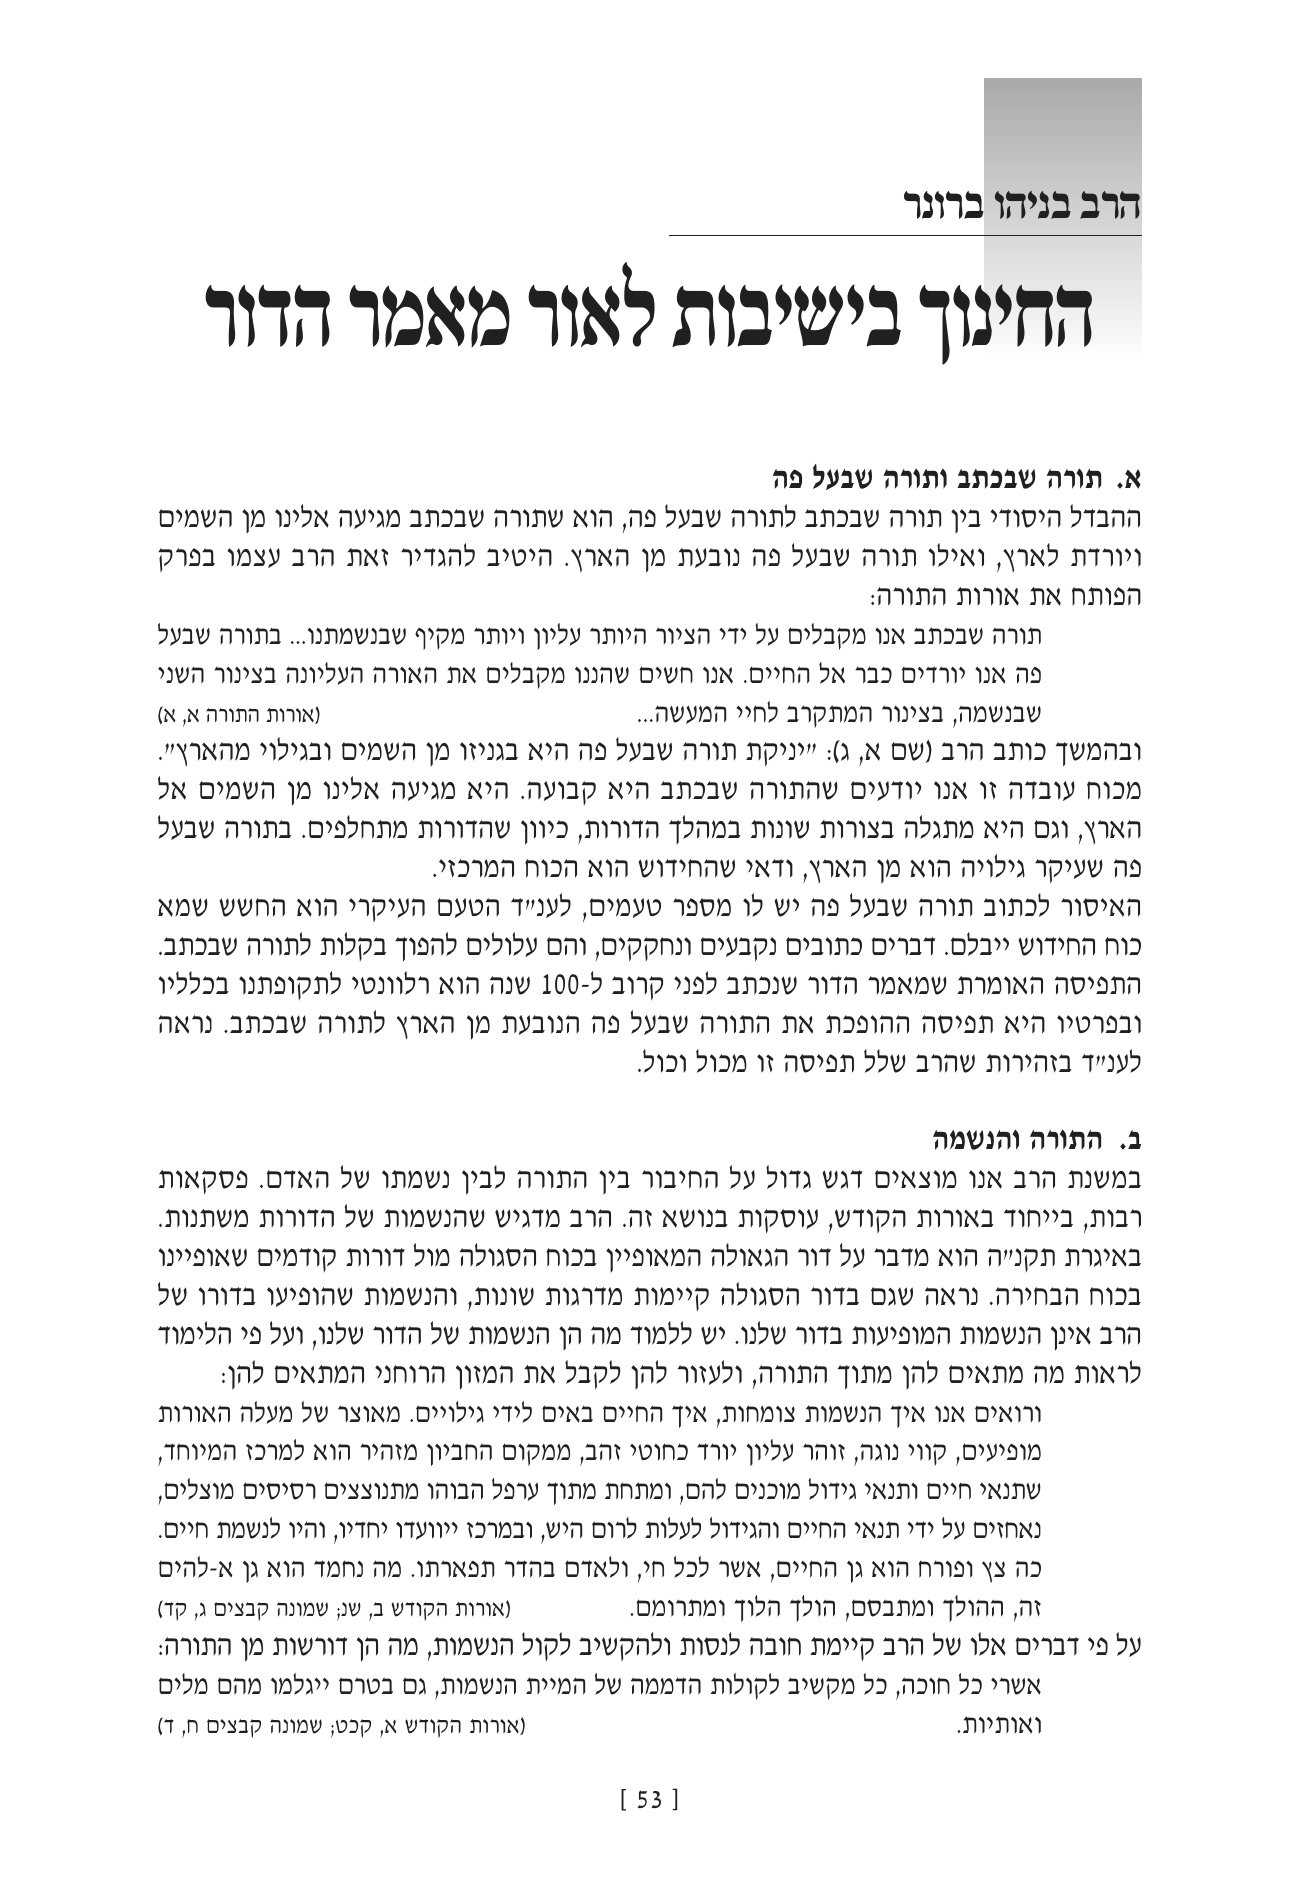 הרב בניהו ברונר
החינוך בישיבות לאור מאמר הדור
א. תורה שבכתב ותורה שבעל פה
ההבדל היסודי בין תורה שבכתב לתורה שבעל פה, הוא שתורה שבכתב מגיעה אלינו מן השמים
ויורדת לארץ, ואילו תורה שבעל פה נובעת מן הארץ. היטיב להגדיר זאת הרב עצמו בפרק
הפותח את אורות התורה:
תורה שבכתב אנו מקבלים על ידי הציור היותר עליון ויותר מקיף שבנשמתנו... בתורה שבעל
פה אנו יורדים כבר אל החיים. אנו חשים שהננו מקבלים את האורה העליונה בצינור השני
שבנשמה, בצינור המתקרב לחיי המעשה... (אורות התורה א, א)
ובהמשך כותב הרב (שם א, ג): ״יניקת תורה שבעל פה היא בגניזו מן השמים ובגילוי מהארץ״.
מכוח עובדה זו אנו יודעים שהתורה שבכתב היא קבועה. היא מגיעה אלינו מן השמים אל
הארץ, וגם היא מתגלה בצורות שונות במהלך הדורות, כיוון שהדורות מתחלפים. בתורה שבעל
פה שעיקר גילויה הוא מן הארץ, ודאי שהחידוש הוא הכוח המרכזי.
האיסור לכתוב תורה שבעל פה יש לו מספר טעמים, לענ״ד הטעם העיקרי הוא החשש שמא
כוח החידוש ייבלם. דברים כתובים נקבעים ונחקקים, והם עלולים להפוך בקלות לתורה שבכתב.
התפיסה האומרת שמאמר הדור שנכתב לפני קרוב ל-100 שנה הוא רלוונטי לתקופתנו בכלליו
ובפרטיו היא תפיסה ההופכת את התורה שבעל פה הנובעת מן הארץ לתורה שבכתב. נראה
לענ״ד בזהירות שהרב שלל תפיסה זו מכול וכול.
ב. התורה והנשמה
במשנת הרב אנו מוצאים דגש גדול על החיבור בין התורה לבין נשמתו של האדם. פסקאות
רבות, בייחוד באורות הקודש, עוסקות בנושא זה. הרב מדגיש שהנשמות של הדורות משתנות.
באיגרת תקנ״ה הוא מדבר על דור הגאולה המאופיין בכוח הסגולה מול דורות קודמים שאופיינו
בכוח הבחירה. נראה שגם בדור הסגולה קיימות מדרגות שונות, והנשמות שהופיעו בדורו של
הרב אינן הנשמות המופיעות בדור שלנו. יש ללמוד מה הן הנשמות של הדור שלנו, ועל פי הלימוד
לראות מה מתאים להן מתוך התורה, ולעזור להן לקבל את המזון הרוחני המתאים להן:
ורואים אנו איך הנשמות צומחות, איך החיים באים לידי גילויים. מאוצר של מעלה האורות
מופיעים, קווי נוגה, זוהר עליון יורד כחוטי זהב, ממקום החביון מזהיר הוא למרכז המיוחד,
שתנאי חיים ותנאי גידול מוכנים להם, ומתחת מתוך ערפל הבוהו מתנוצצים רסיסים מוצלים,
נאחזים על ידי תנאי החיים והגידול לעלות לרום היש, ובמרכז ייוועדו יחדיו, והיו לנשמת חיים.
כה צץ ופורח הוא גן החיים, אשר לכל חי, ולאדם בהדר תפארתו. מה נחמד הוא גן א-להים
זה, ההולך ומתבסם, הולך הלוך ומתרומם. (אורות הקודש ב, שנ; שמונה קבצים ג, קד)
על פי דברים אלו של הרב קיימת חובה לנסות ולהקשיב לקול הנשמות, מה הן דורשות מן התורה:
אשרי כל חוכה, כל מקשיב לקולות הדממה של המיית הנשמות, גם בטרם ייגלמו מהם מלים
ואותיות. (אורות הקודש א, קכט; שמונה קבצים ח, ד)
[ 53 ]